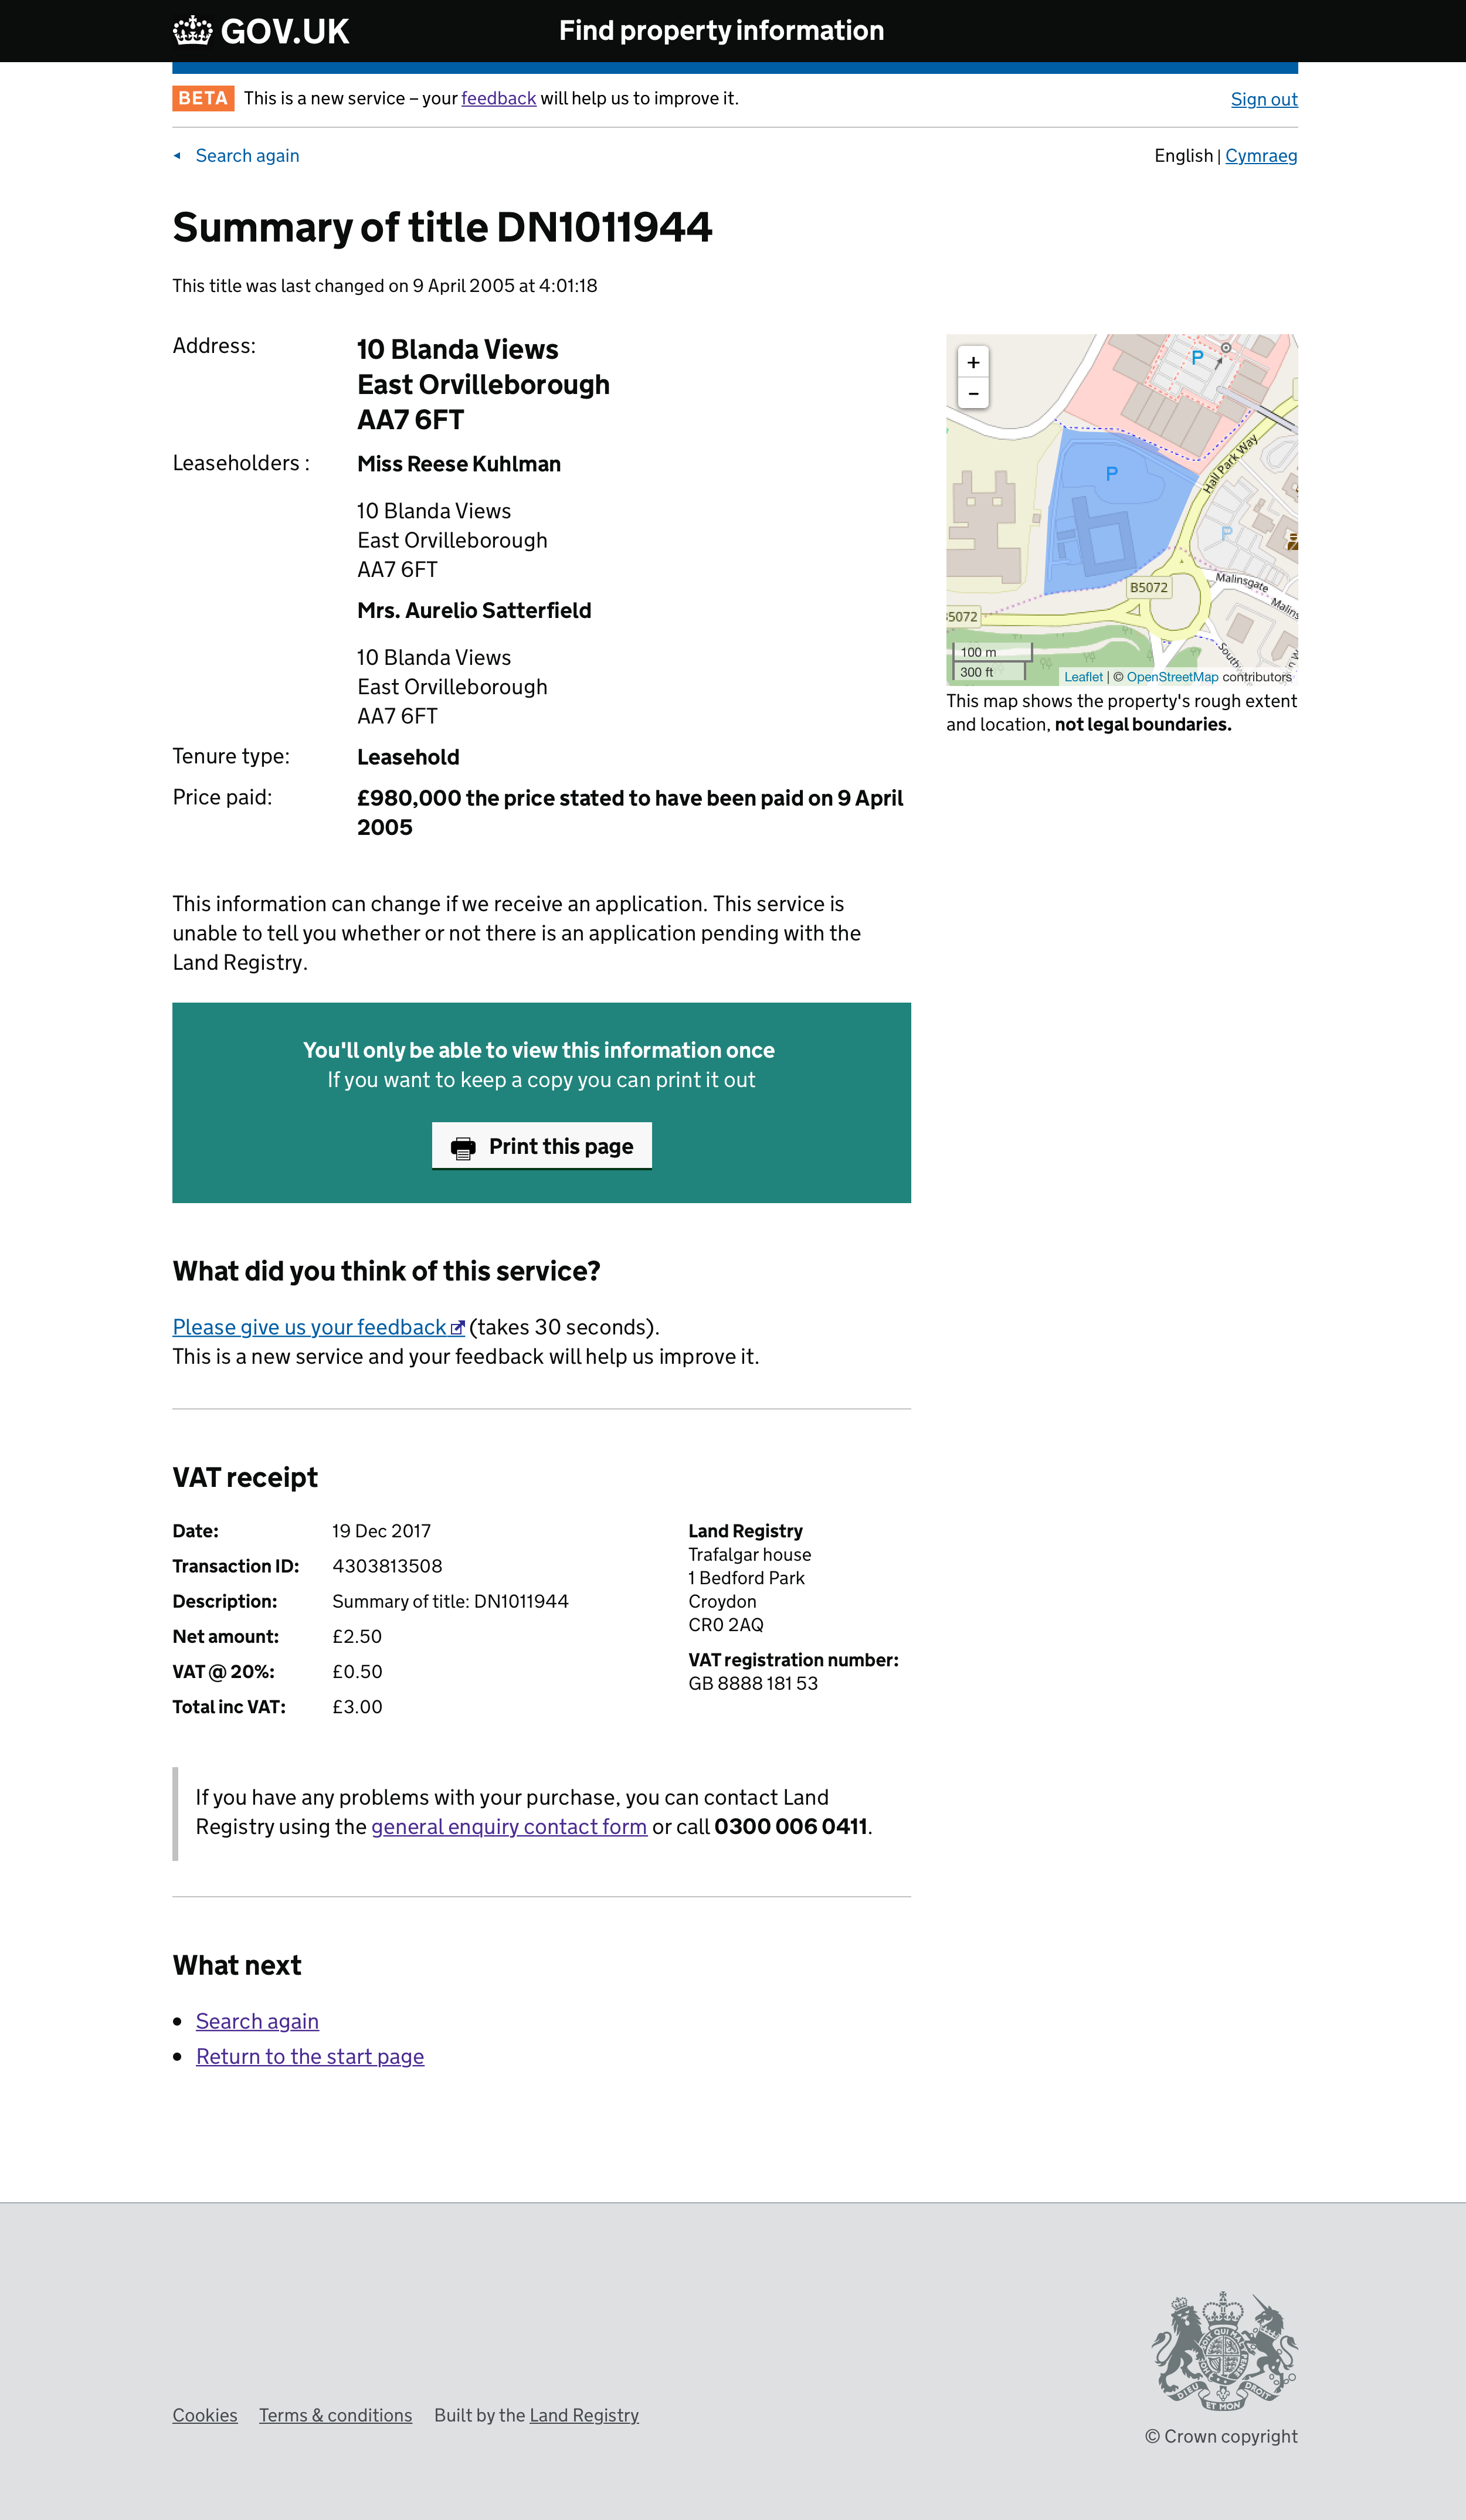 GOV.UK
Find property information
BETA This is a new service – your feedback will help us to improve it.
Sign out
Search again
English | Cymraeg
Summary of title DN1011944
This title was last changed on 9 April 2005 at 4:01:18
Address:
10 Blanda Views
East Orvilleborough
AA7 6FT
Leaseholders :
Miss Reese Kuhlman
10 Blanda Views
East Orvilleborough
AA7 6FT
Mrs. Aurelio Satterfield
10 Blanda Views
East Orvilleborough
AA7 6FT
Tenure type:
Leasehold
Price paid:
£980,000 the price stated to have been paid on 9 April
2005
+
-
P
P
P
Hall Park Way
B5072
Malinsgate
5072
100 m
300 ft
Leaflet | © OpenStreetMap contributors
This map shows the property's rough extent
and location, not legal boundaries.
This information can change if we receive an application. This service is
unable to tell you whether or not there is an application pending with the
Land Registry.
You'll only be able to view this information once
If you want to keep a copy you can print it out
Print this page
What did you think of this service?
Please give us your feedback (takes 30 seconds).
This is a new service and your feedback will help us improve it.
VAT receipt
Date: 19 Dec 2017
Transaction ID: 4303813508
Description: Summary of title: DN1011944
Net amount: £2.50
VAT @ 20%: £0.50
Total inc VAT: £3.00
Land Registry
Trafalgar house
1 Bedford Park
Croydon
CR0 2AQ
VAT registration number:
GB 8888 181 53
If you have any problems with your purchase, you can contact Land
Registry using the general enquiry contact form or call 0300 006 0411.
What next
Search again
Return to the start page
Cookies
Terms & conditions
Built by the Land Registry
DIEU ET MON DROIT
© Crown copyright